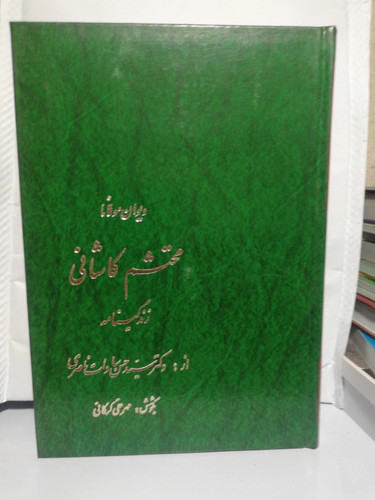 دیوان مولانا
محتشم کاشانی
زندگینامه
از: دکتر سید حسن سادات ناصری
بکوشش: مهرعلی گرکانی